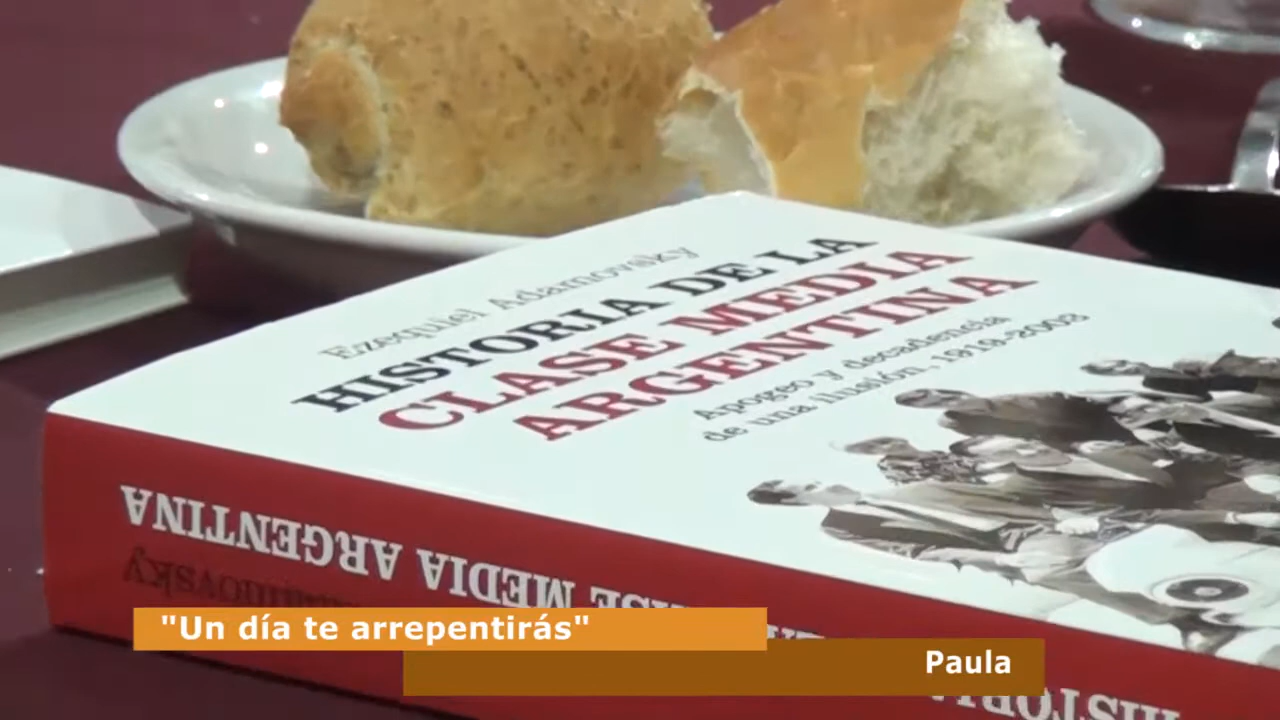 Ezequiel Adamovsky
HISTORIA DE LA
CLASE MEDIA
ARGENTINA
Apogeo y decadencia
de una ilusión, 1919-2003
HISTORIA
MEDIA ARGENTINA
"Un día te arrepentirás"
Paula